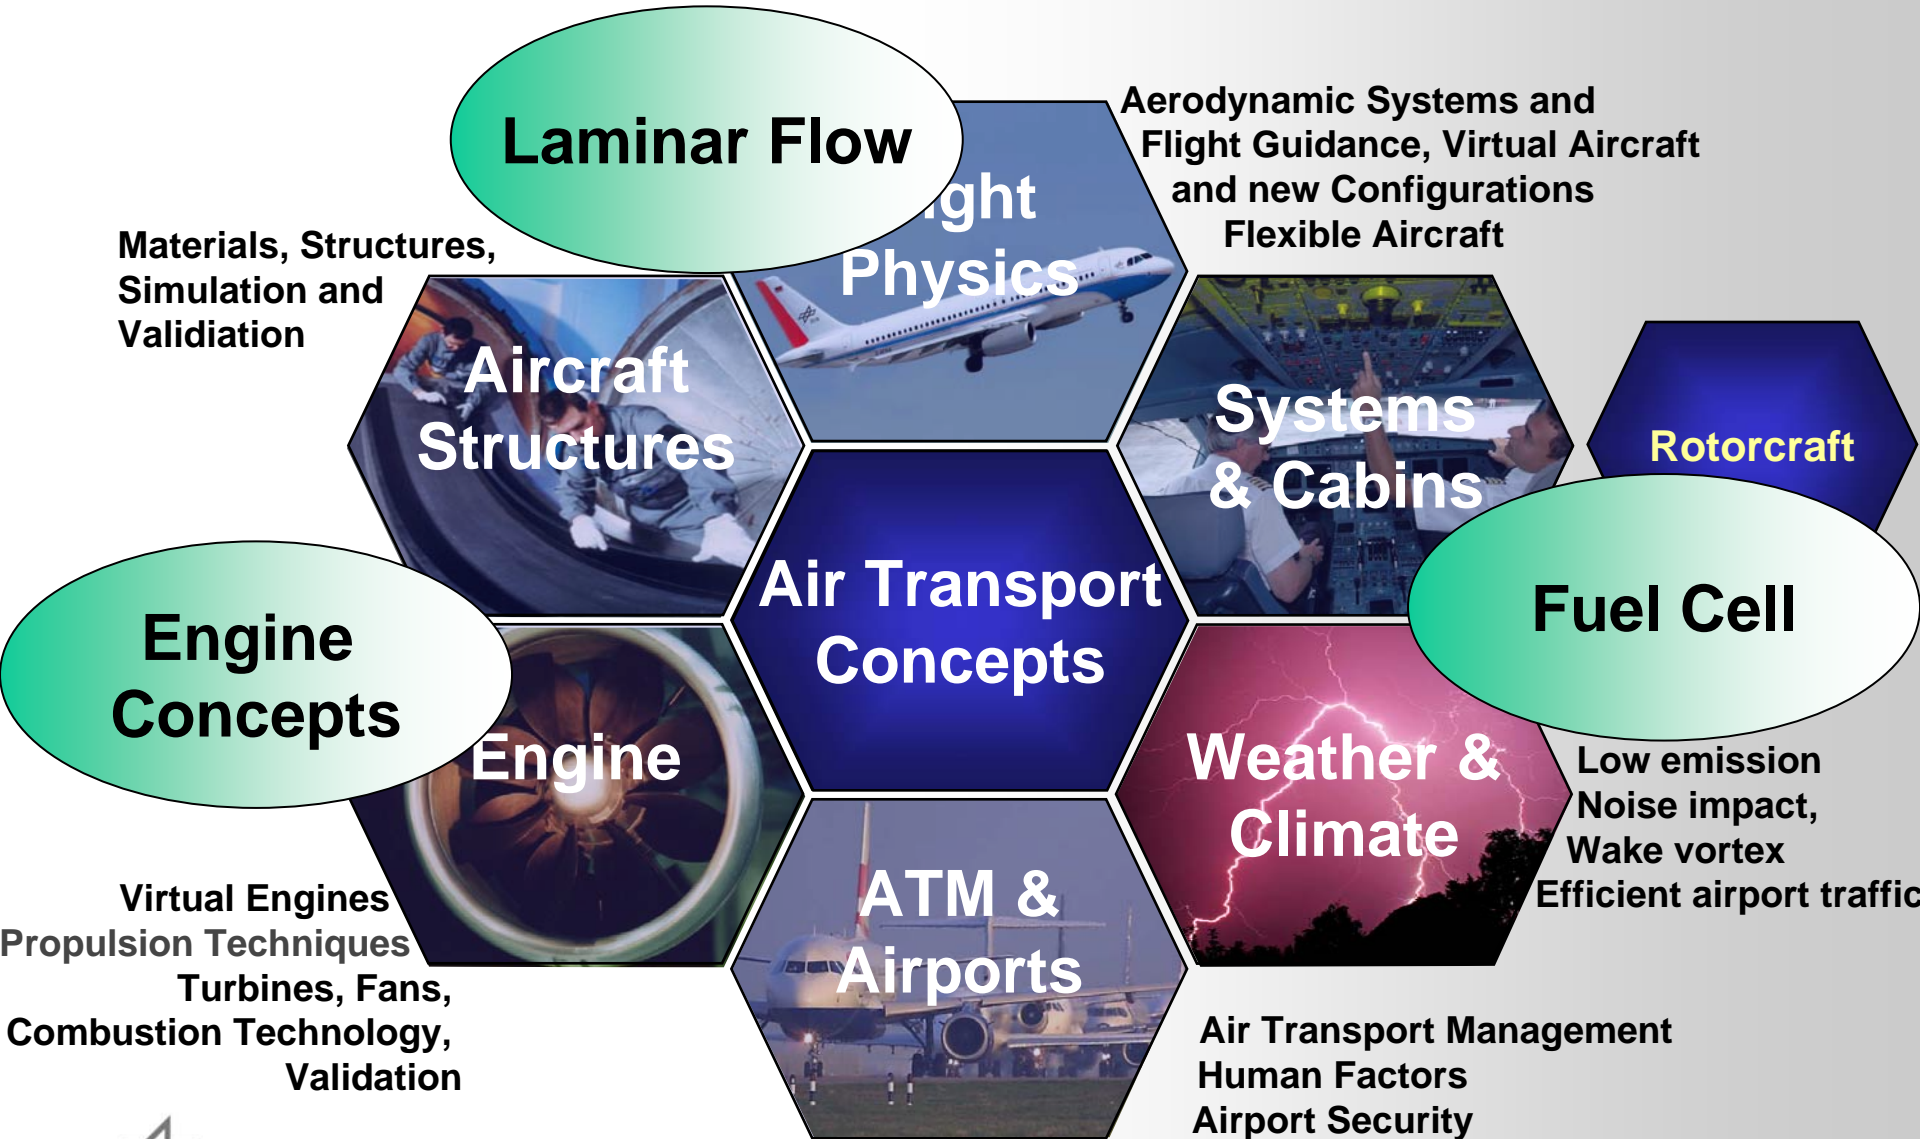 Laminar Flow
Aerodynamic Systems and
Flight Guidance, Virtual Aircraft
and new Configurations
Flexible Aircraft
ght
Physics
Materials, Structures,
Simulation and
Validiation
Aircraft
Structures
Systems
& Cabins
Rotorcraft
Air Transport
Concepts
Fuel Cell
Engine
Concepts
Engine
Weather &
Climate
Low emission
Noise impact,
Wake vortex
Efficient airport traffic
Virtual Engines
Propulsion Techniques
Turbines, Fans,
Combustion Technology,
Validation
ATM &
Airports
Air Transport Management
Human Factors
Airport Security